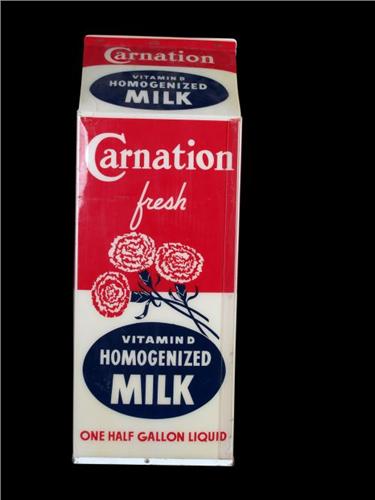 Carnation
VITAMIN D
HOMOGENIZED
MILK
Carnation
fresh
VITAMIN D
HOMOGENIZED
MILK
ONE HALF GALLON LIQUID